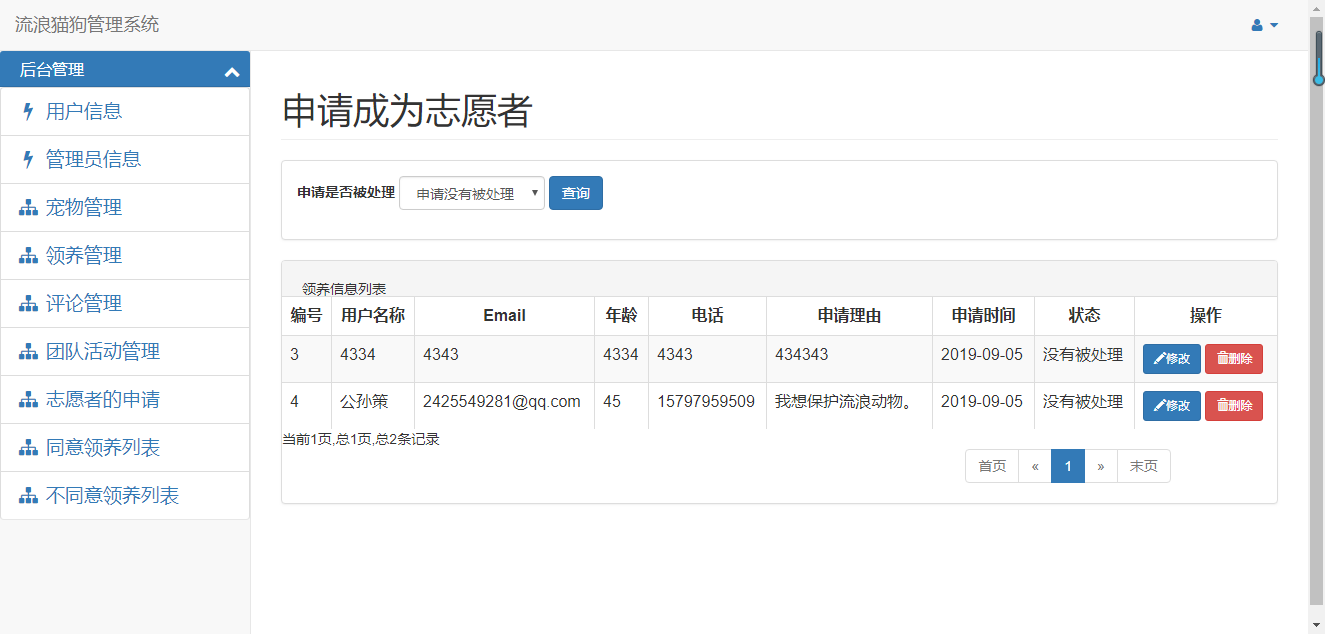 流浪猫狗管理系统
后台管理
用户信息
管理员信息
宠物管理
领养管理
评论管理
团队活动管理
志愿者的申请
同意领养列表
不同意领养列表
申请成为志愿者
申请是否被处理 申请没有被处理 查询
领养信息列表
编号 用户名称 Email 年龄 电话 申请理由 申请时间 状态 操作
3 4334 4343 4334 4343 434343 2019-09-05 没有被处理 修改 删除
4 公孙策 2425549281@qq.com 45 15797959509 我想保护流浪动物。 2019-09-05 没有被处理 修改 删除
当前1页,总1页,总2条记录
首页 « 1 » 末页